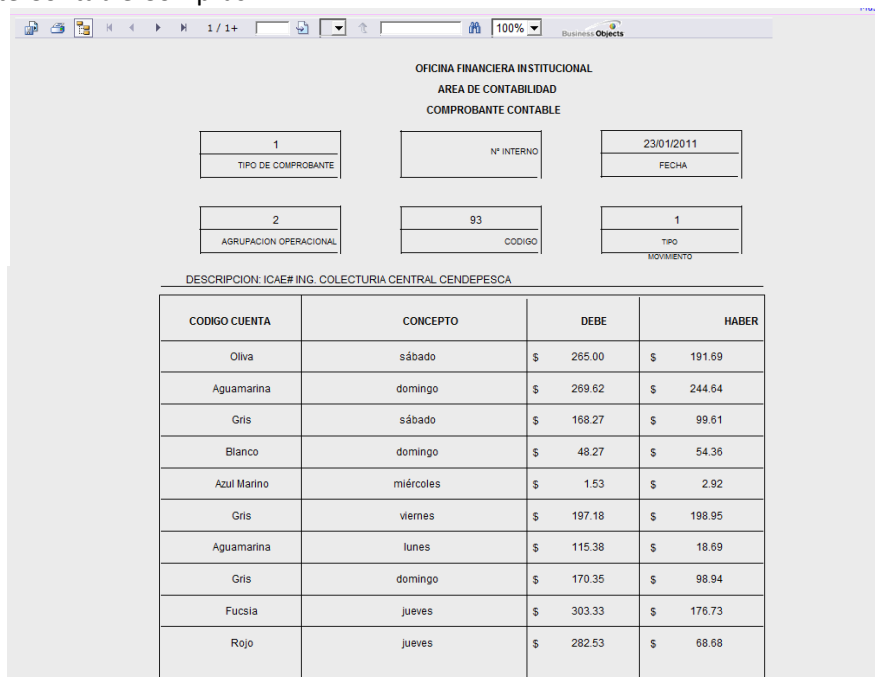 1 / 1+ 100% Business Objects
OFICINA FINANCIERA INSTITUCIONAL
AREA DE CONTABILIDAD
COMPROBANTE CONTABLE
1
TIPO DE COMPROBANTE
Nº INTERNO
23/01/2011
FECHA
2
AGRUPACION OPERACIONAL
93
CODIGO
1
TIPO
MOVIMIENTO
DESCRIPCION: ICAE# ING. COLECTURIA CENTRAL CENDEPESCA
CODIGO CUENTA CONCEPTO DEBE HABER
Oliva sábado $ 265.00 $ 191.69
Aguamarina domingo $ 269.62 $ 244.64
Gris sábado $ 168.27 $ 99.61
Blanco domingo $ 48.27 $ 54.36
Azul Marino miércoles $ 1.53 $ 2.92
Gris viernes $ 197.18 $ 198.95
Aguamarina lunes $ 115.38 $ 18.69
Gris domingo $ 170.35 $ 98.94
Fucsia jueves $ 303.33 $ 176.73
Rojo jueves $ 282.53 $ 68.68